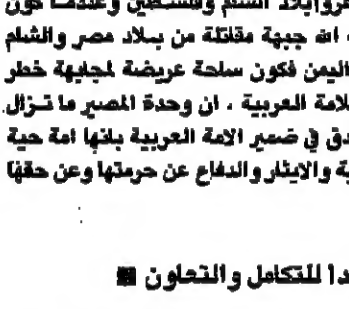 غزوا بلاد الشام وفلسطين وعندما كون
الله جبهة مقاتلة من بلاد مصر والشام
اليمن فكون ساحة عريضة لمجابهة خطر
لامة العربية ، ان وحدة المصير ما تزال
دق في ضمير الامة العربية بانها امة حية
ية والايثار والدفاع عن حرمتها وعن حقها
دا للتكامل والتعاون